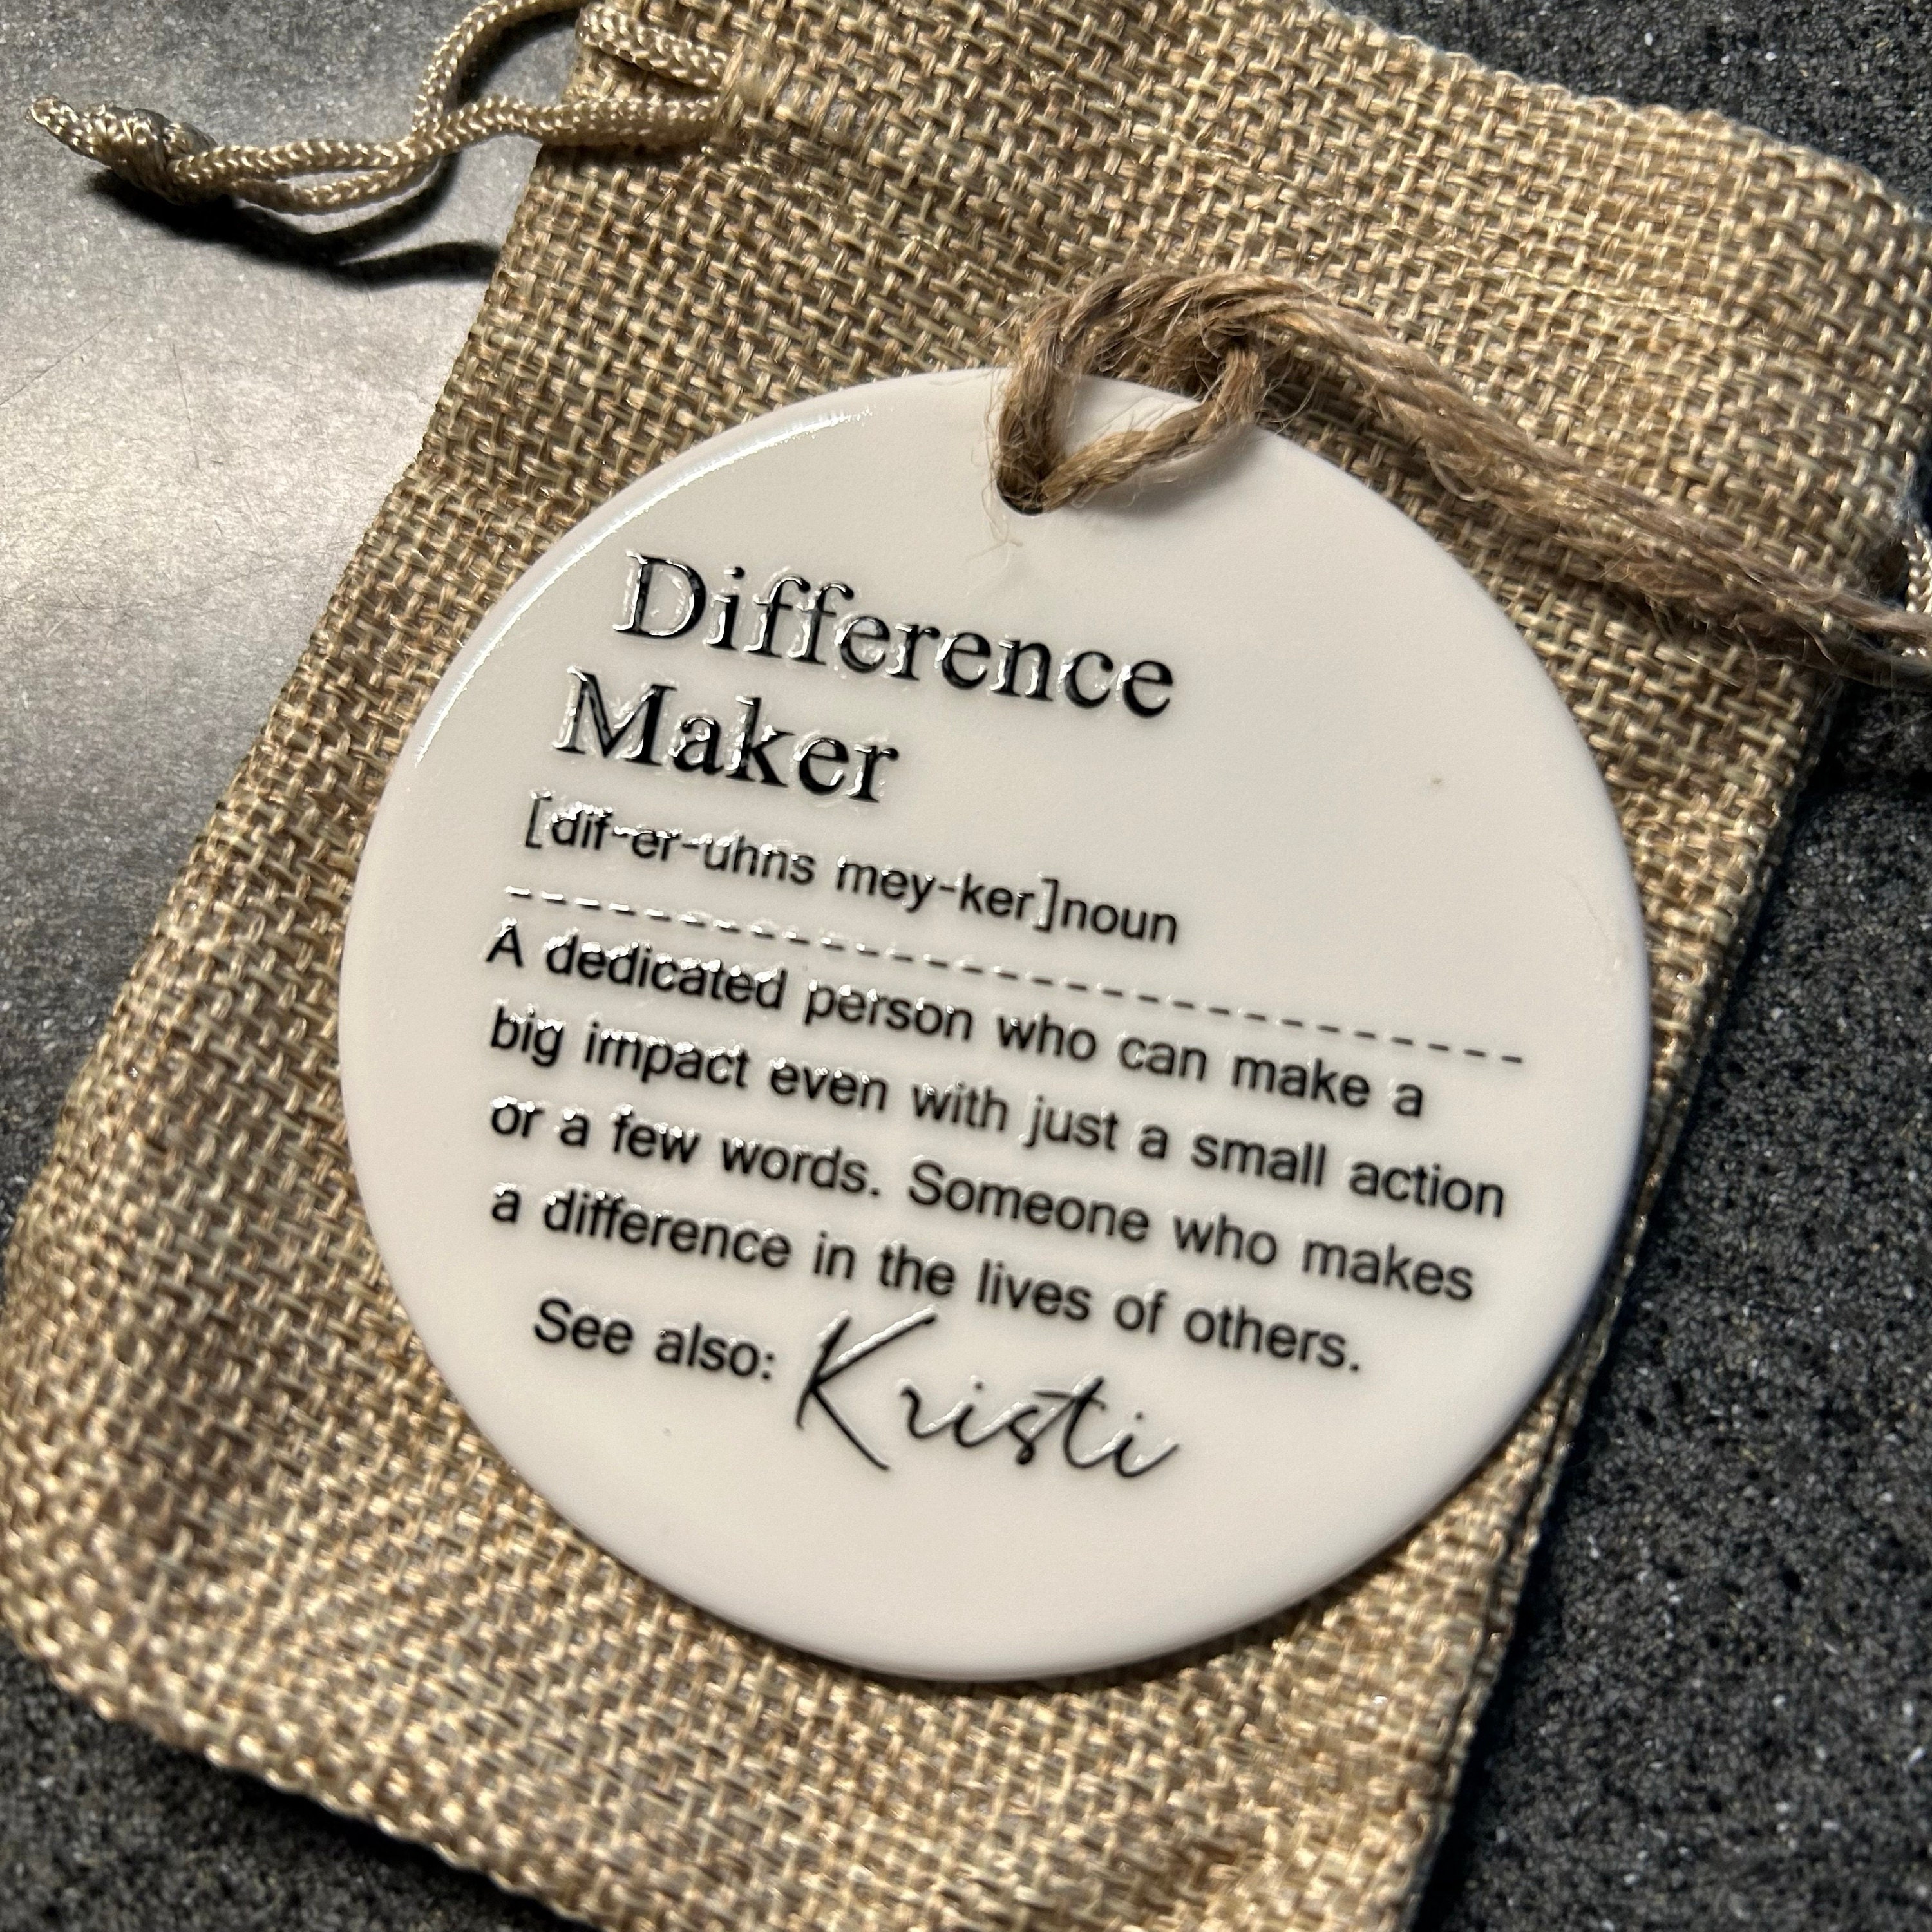 Difference
Maker
[dif-er-uhns mey-ker]noun
A dedicated person who can make a
big impact even with just a small action
or a few words. Someone who makes
a difference in the lives of others.
See also: Kristi